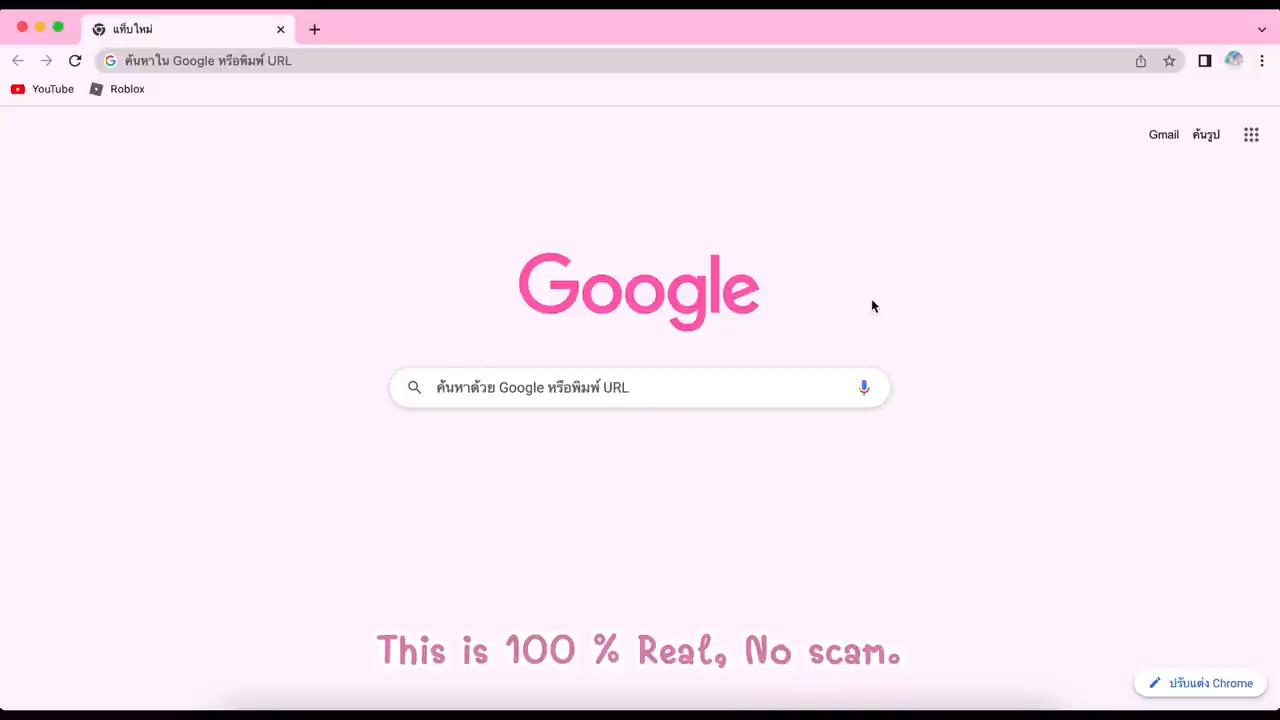 แท็บใหม่
ค้นหาใน Google หรือพิมพ์ URL
YouTube
Roblox
Gmail
ค้นรูป
Google
ค้นหาด้วย Google หรือพิมพ์ URL
This is 100 % Real, No scam.
ปรับแต่ง Chrome